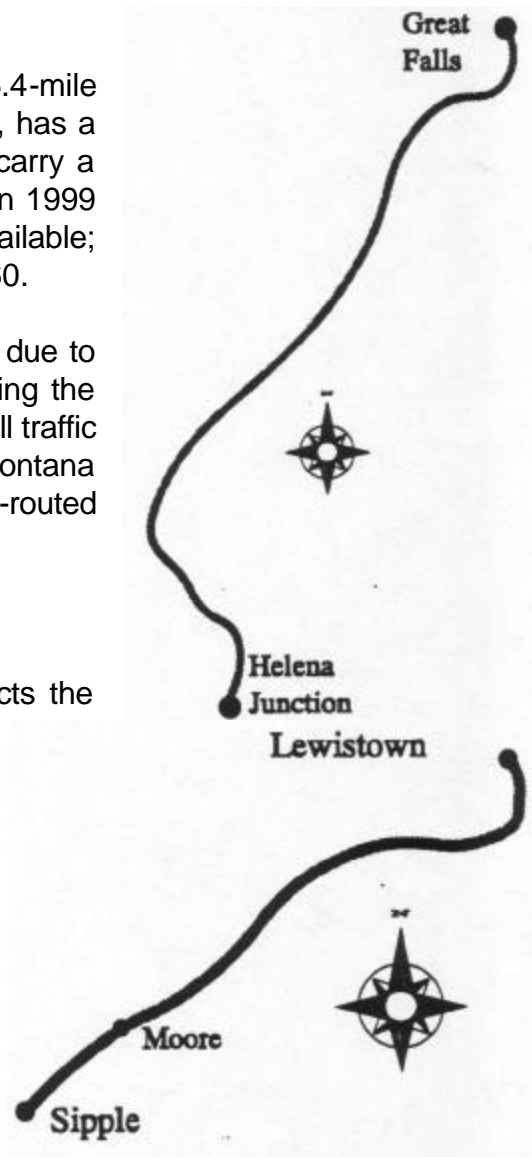 .4-mile
, has a
carry a
n 1999
ailable;
60.
due to
ing the
ll traffic
ontana
-routed
cts the
Great
Falls
Helena
Junction
Lewistown
Moore
Sipple